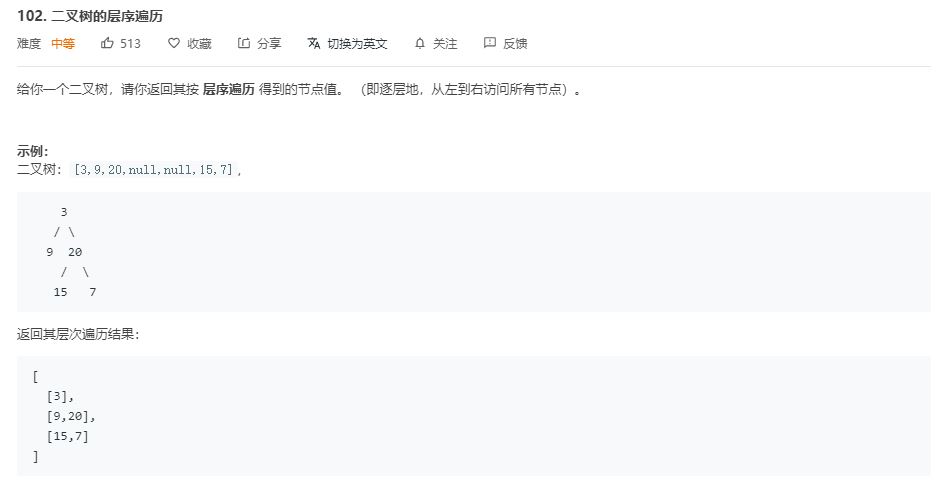 102. 二叉树的层序遍历
难度 中等 513 收藏 分享 切换为英文 关注 反馈
给你一个二叉树，请你返回其按 层序遍历 得到的节点值。 （即逐层地，从左到右访问所有节点）。
示例：
二叉树：[3,9,20,null,null,15,7],
3
/ \
9 20
/ \
15 7
返回其层次遍历结果：
[
[3],
[9,20],
[15,7]
]